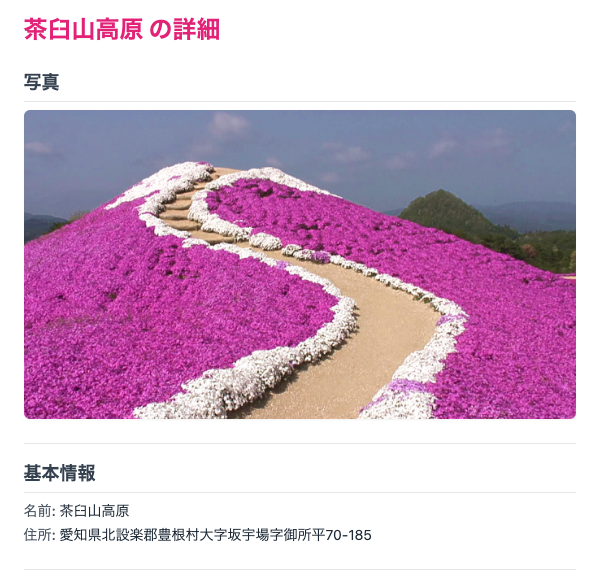 茶臼山高原 の詳細
写真
基本情報
名前: 茶臼山高原
住所: 愛知県北設楽郡豊根村大字坂宇場字御所平70-185